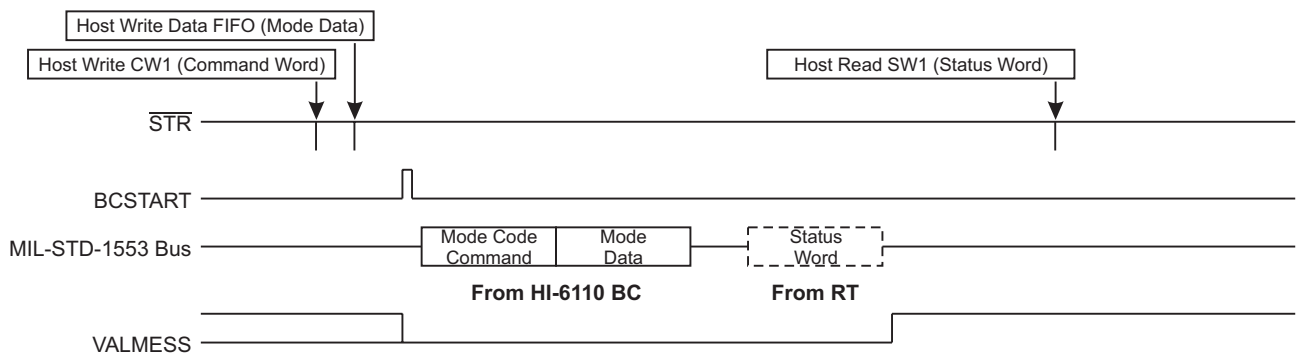 Host Write Data FIFO (Mode Data)
Host Write CW1 (Command Word)
Host Read SW1 (Status Word)
STR
BCSTART
MIL-STD-1553 Bus
Mode Code
Command
Mode
Data
Status
Word
From HI-6110 BC
From RT
VALMESS